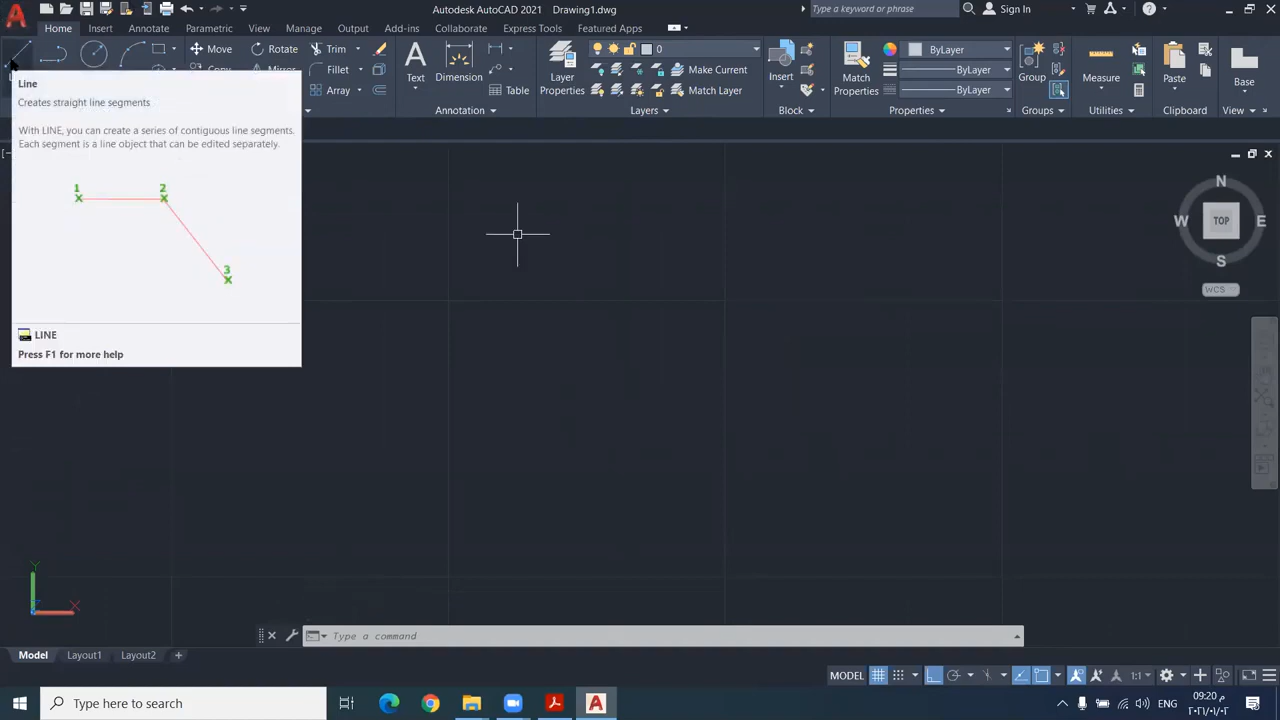 Autodesk AutoCAD 2021 Drawing1.dwg
Type a keyword or phrase
Sign In
Home Insert Annotate Parametric View Manage Output Add-ins Collaborate Express Tools Featured Apps
Move Rotate Trim
Copy Mirror Fillet
Array
Text Dimension Table
Annotation
Layer Properties
0
Make Current
Match Layer
Layers
Insert
Block
Match Properties
ByLayer
ByLayer
ByLayer
Properties
Group
Groups
Measure
Utilities
Paste
Clipboard
Base
View
Line
Creates straight line segments
With LINE, you can create a series of contiguous line segments.
Each segment is a line object that can be edited separately.
1 2
3
LINE
Press F1 for more help
N
W TOP E
S
WCS
Y
X
Type a command
Model Layout1 Layout2 +
MODEL
1:1
Type here to search
A
م 09:20